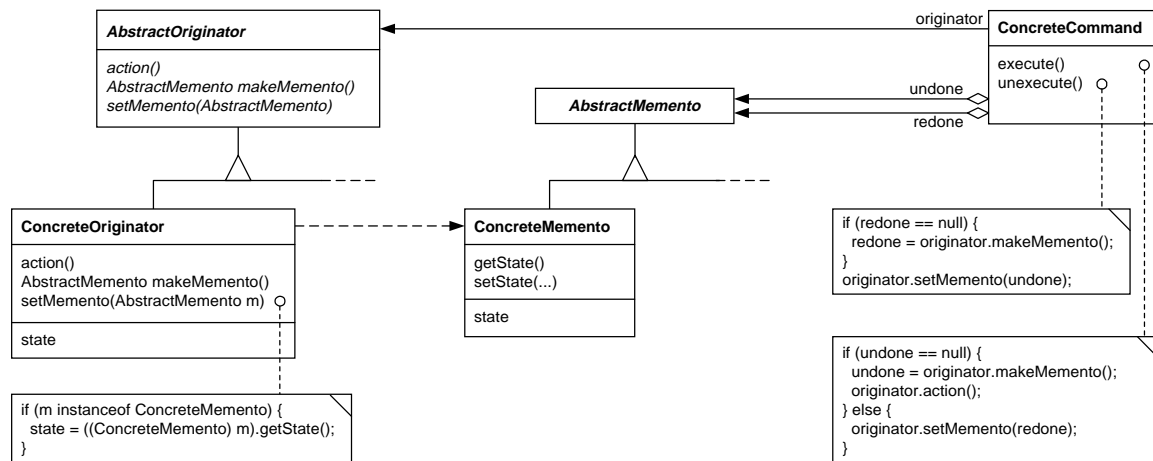 AbstractOriginator
action()
AbstractMemento makeMemento()
setMemento(AbstractMemento)
originator
ConcreteCommand
execute()
unexecute()
AbstractMemento
undone
redone
ConcreteOriginator
action()
AbstractMemento makeMemento()
setMemento(AbstractMemento m)
state
ConcreteMemento
getState()
setState(...)
state
if (redone == null) {
redone = originator.makeMemento();
}
originator.setMemento(undone);
if (undone == null) {
undone = originator.makeMemento();
originator.action();
} else {
originator.setMemento(redone);
}
if (m instanceof ConcreteMemento) {
state = ((ConcreteMemento) m).getState();
}